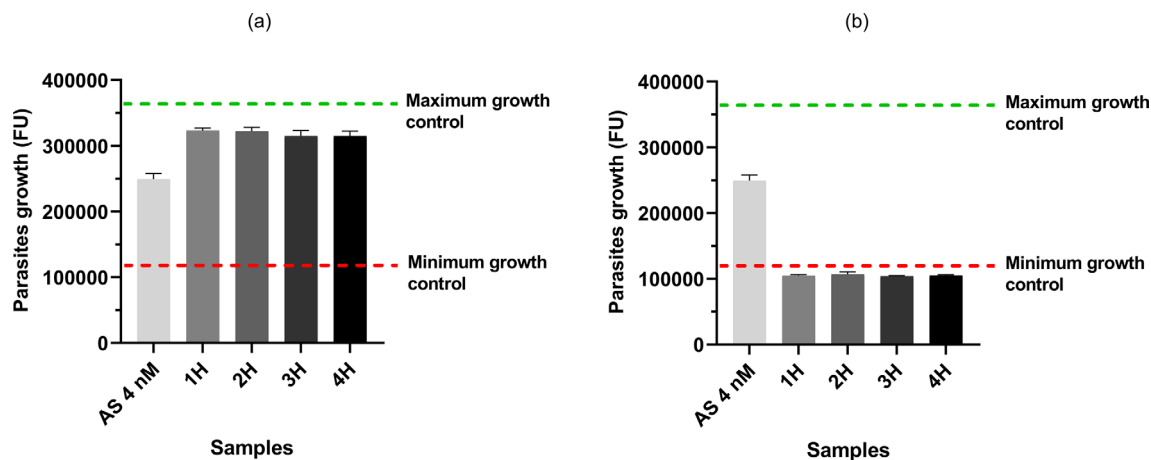 (a)
400000
300000
200000
100000
0
Parasites growth (FU)
Maximum growth
control
Minimum growth
control
AS 4 nM
1H
2H
3H
4H
Samples
(b)
400000
300000
200000
100000
0
Parasites growth (FU)
Maximum growth
control
Minimum growth
control
AS 4 nM
1H
2H
3H
4H
Samples